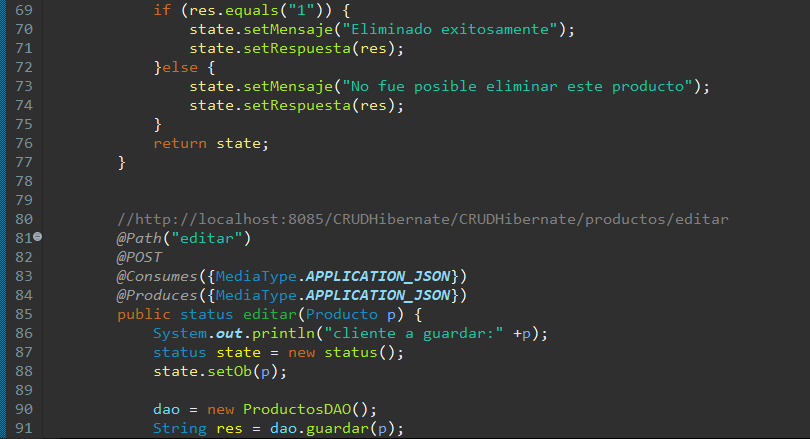 69 if (res.equals("1")) {
70 state.setMensaje("Eliminado exitosamente");
71 state.setRespuesta(res);
72 }else {
73 state.setMensaje("No fue posible eliminar este producto");
74 state.setRespuesta(res);
75 }
76 return state;
77 }
78
79
80 //http://localhost:8085/CRUDHibernate/CRUDHibernate/productos/editar
81 @Path("editar")
82 @POST
83 @Consumes({MediaType.APPLICATION_JSON})
84 @Produces({MediaType.APPLICATION_JSON})
85 public status editar(Producto p) {
86 System.out.println("cliente a guardar:" +p);
87 status state = new status();
88 state.setOb(p);
89
90 dao = new ProductosDAO();
91 String res = dao.guardar(p);